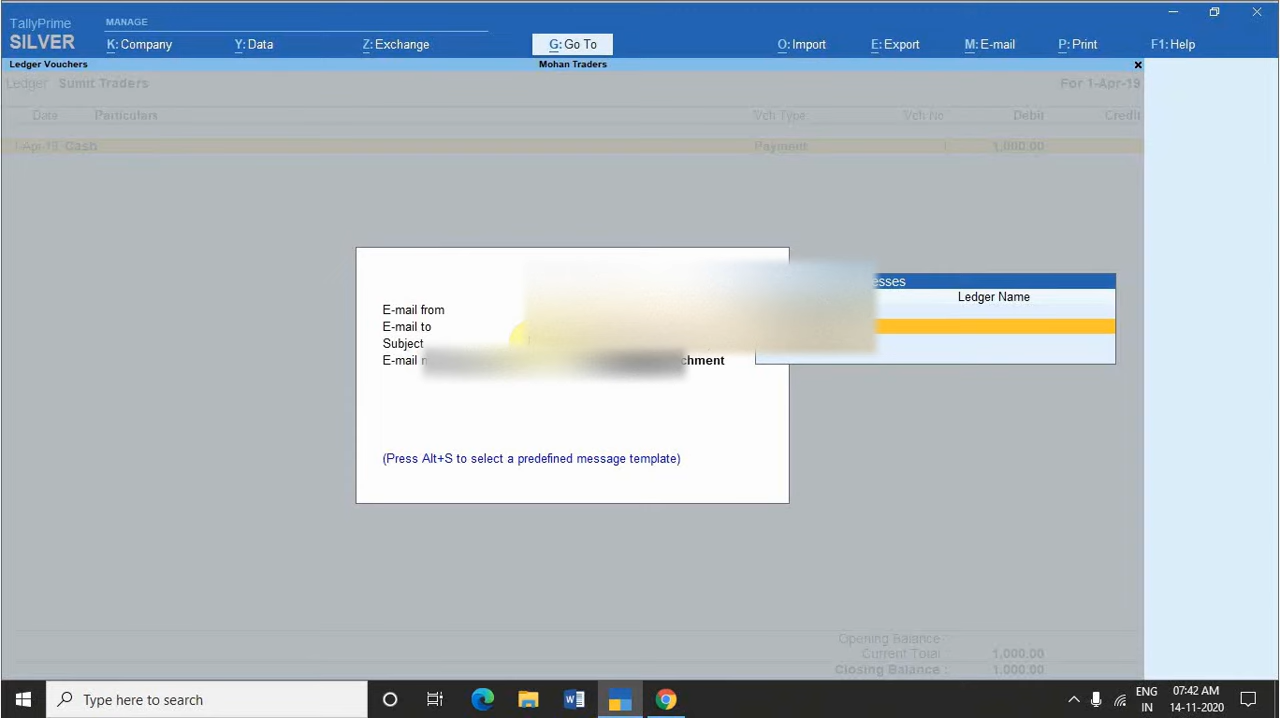 TallyPrime
MANAGE
SILVER
K: Company
Y: Data
Z: Exchange
G: Go To
O: Import
E: Export
M: E-mail
P: Print
F1: Help
Ledger Vouchers
Mohan Traders
Ledger Sumit Traders
For 1-Apr-19
Date Particulars Vch Type Vch No Debit Credit
1-Apr-19 Cash Payment 1 1,000.00
esses
Ledger Name
E-mail from
E-mail to
Subject
E-mail chment
(Press Alt+S to select a predefined message template)
Opening Balance :
Current Total : 1,000.00
Closing Balance : 1,000.00
Type here to search
ENG
IN
07:42 AM
14-11-2020